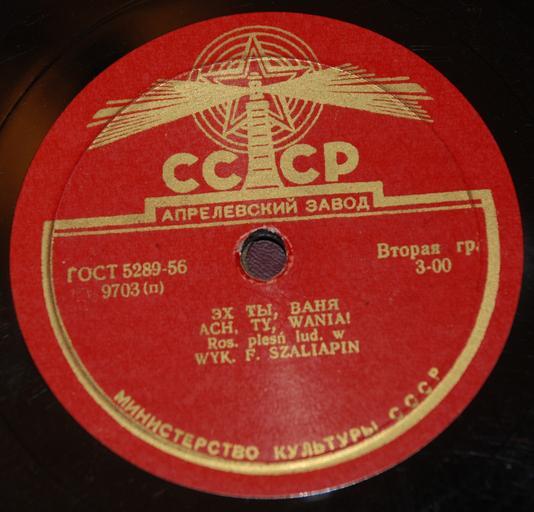 СССР
АПРЕЛЕВСКИЙ ЗАВОД
ГОСТ 5289-56
9703 (п)
Вторая гр.
3-00
ЭХ ТЫ, ВАНЯ
ACH, TY, WANIA!
Ros. pleśń lud. w
WYK. F. SZALIAPIN
МИНИСТЕРСТВО КУЛЬТУРЫ СССР